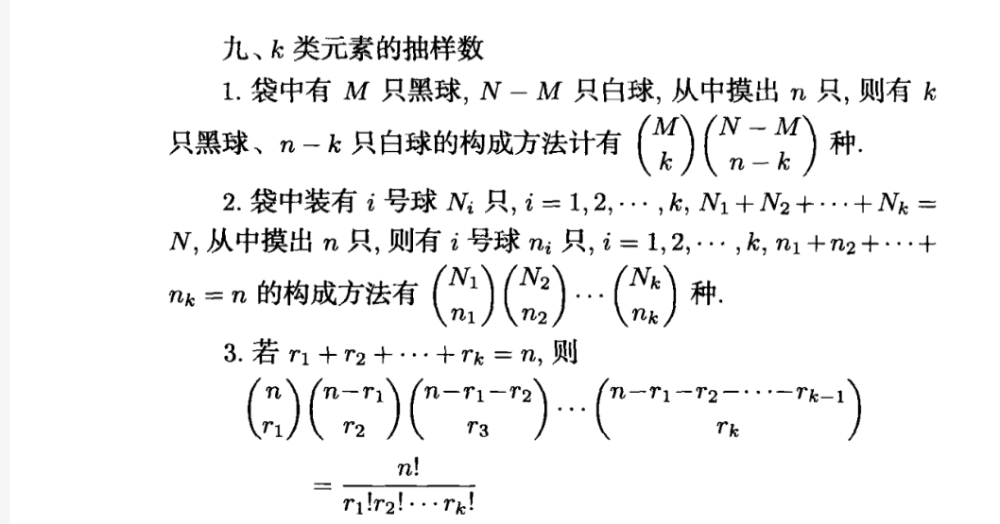 九、k 类元素的抽样数
1. 袋中有 M 只黑球, N − M 只白球, 从中摸出 n 只, 则有 k
只黑球、n − k 只白球的构成方法计有 $\binom{M}{k}\binom{N-M}{n-k}$ 种.
2. 袋中装有 i 号球 $N_i$ 只, i = 1, 2, ⋯ , k, $N_1 + N_2 + \cdots + N_k =$
N, 从中摸出 n 只, 则有 i 号球 $n_i$ 只, i = 1, 2, ⋯ , k, $n_1 + n_2 + \cdots +$
$n_k = n$ 的构成方法有 $\binom{N_1}{n_1}\binom{N_2}{n_2}\cdots\binom{N_k}{n_k}$ 种.
3. 若 $r_1 + r_2 + \cdots + r_k = n$, 则
$\binom{n}{r_1}\binom{n-r_1}{r_2}\binom{n-r_1-r_2}{r_3}\cdots\binom{n-r_1-r_2-\cdots-r_{k-1}}{r_k}$
$= \frac{n!}{r_1!r_2!\cdots r_k!}$